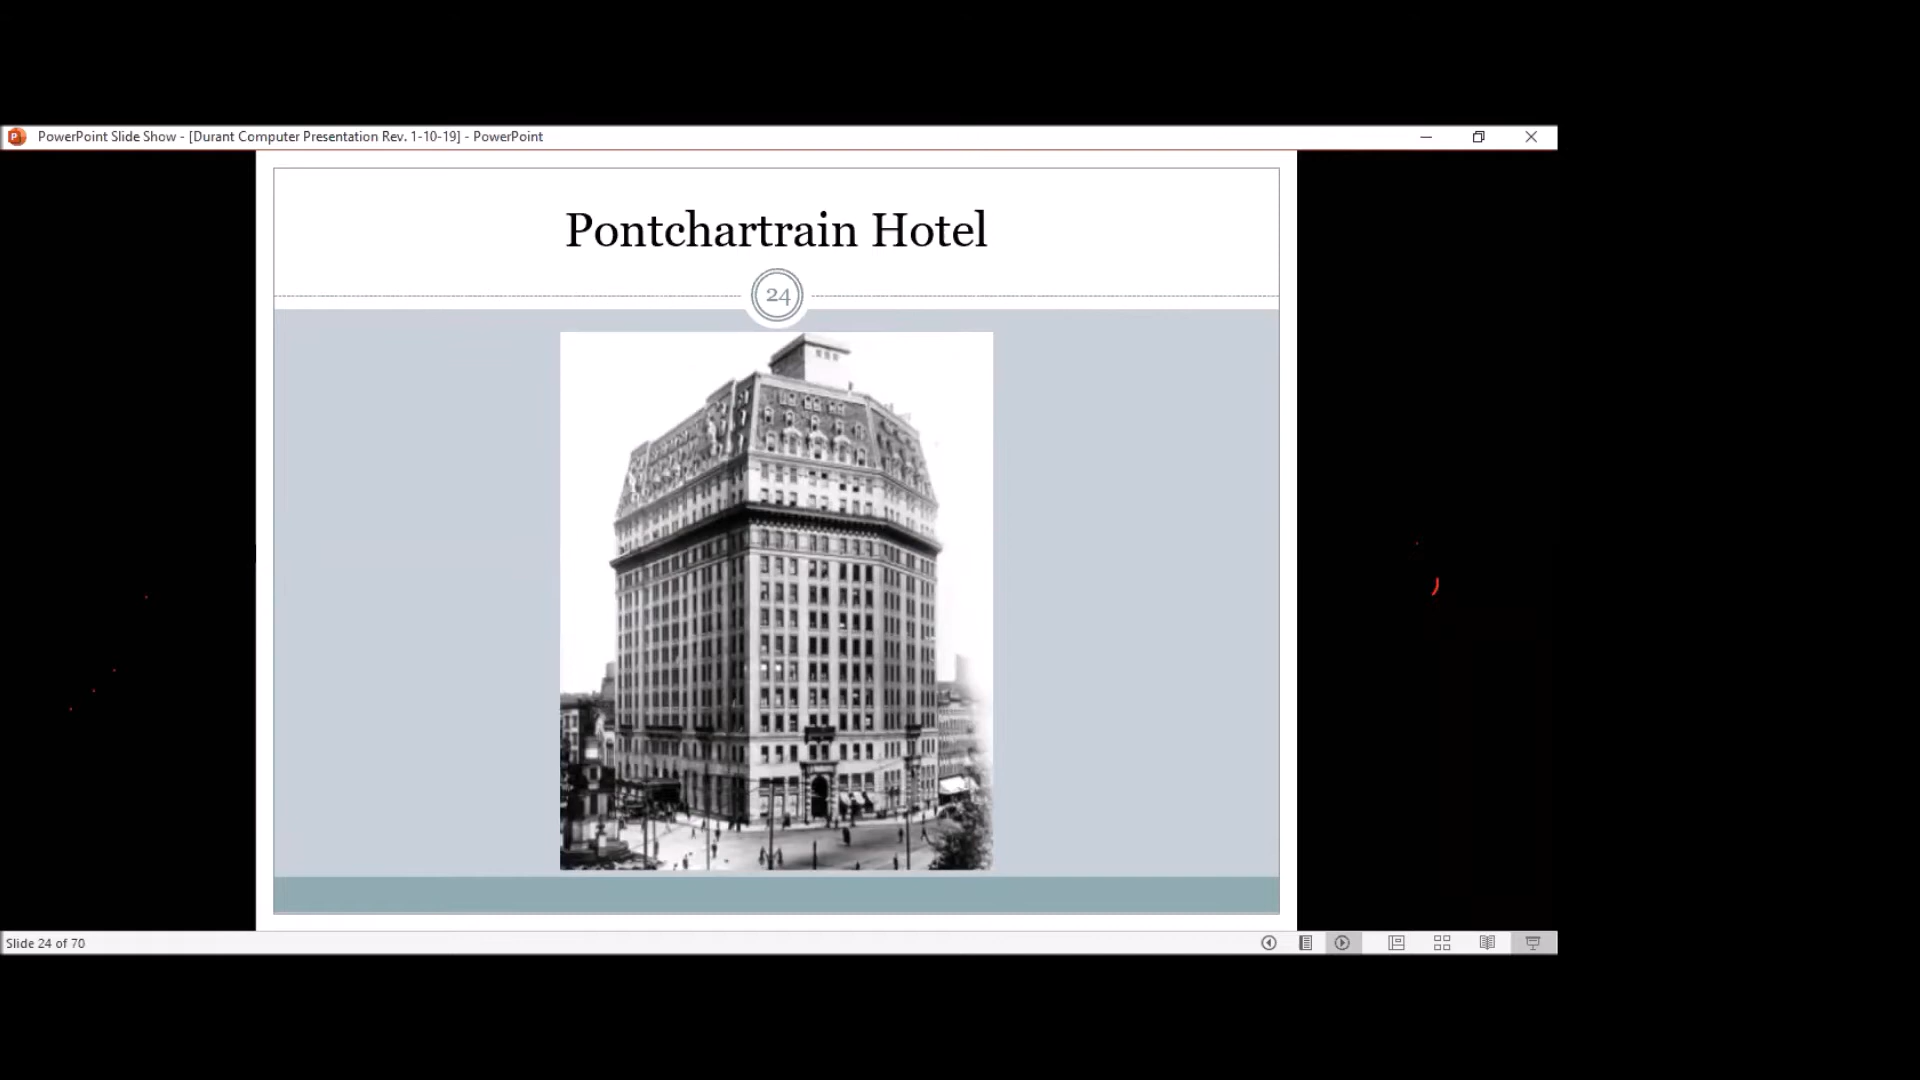 PowerPoint Slide Show - [Durant Computer Presentation Rev. 1-10-19] - PowerPoint
Pontchartrain Hotel
24
Slide 24 of 70